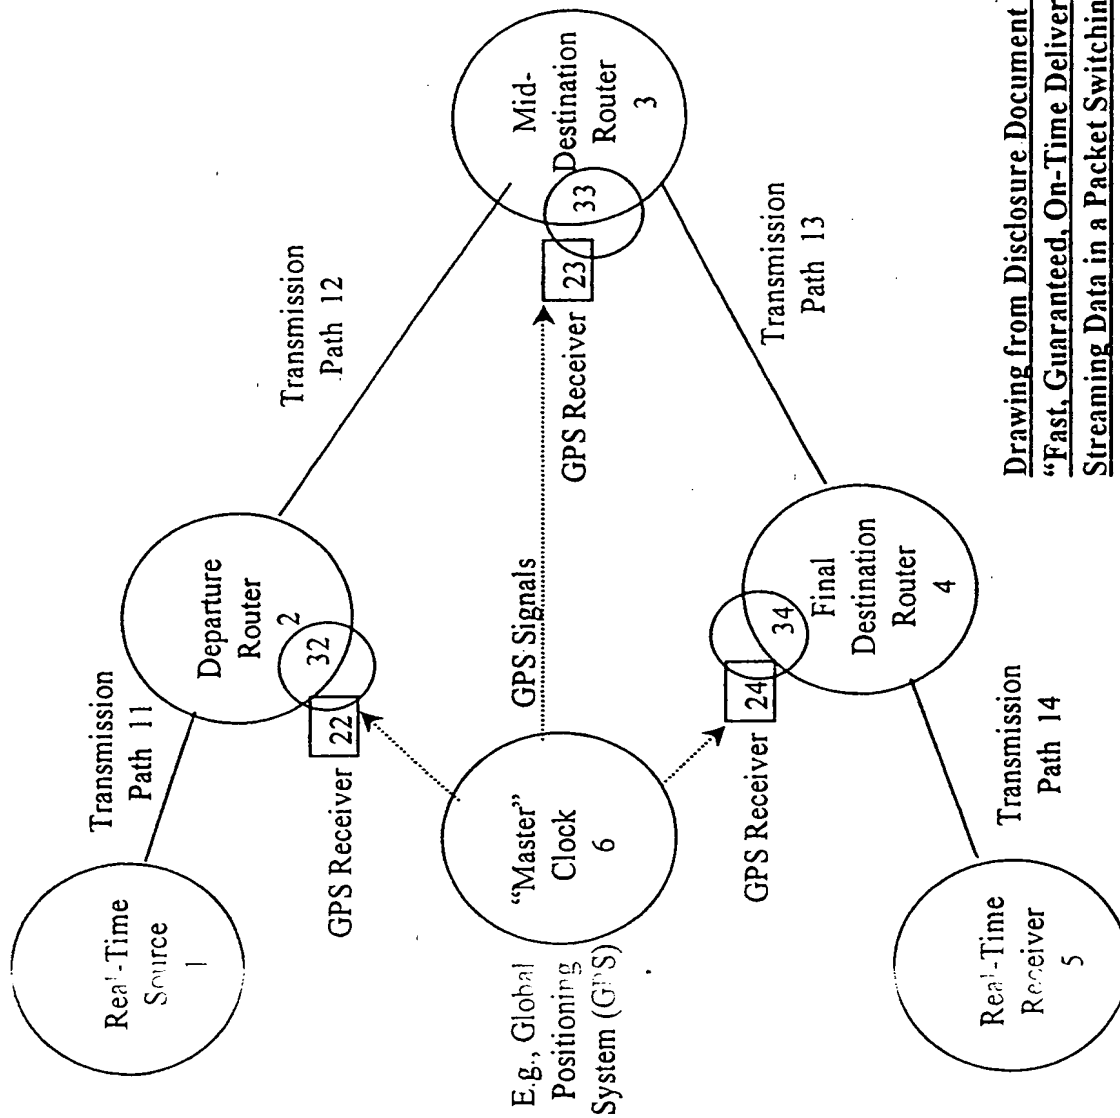 Real-Time
Source
1
Transmission
Path 11
Departure
Router
2
32
22
GPS Receiver
Transmission
Path 12
Mid-
Destination
Router
3
33
23
GPS Receiver
GPS Signals
"Master"
Clock
6
E.g., Global
Positioning
System (GPS)
Transmission
Path 13
34
24
GPS Receiver
Final
Destination
Router
4
Transmission
Path 14
Real-Time
Receiver
5
Drawing from Disclosure Document
“Fast, Guaranteed, On-Time Deliver
Streaming Data in a Packet Switchin